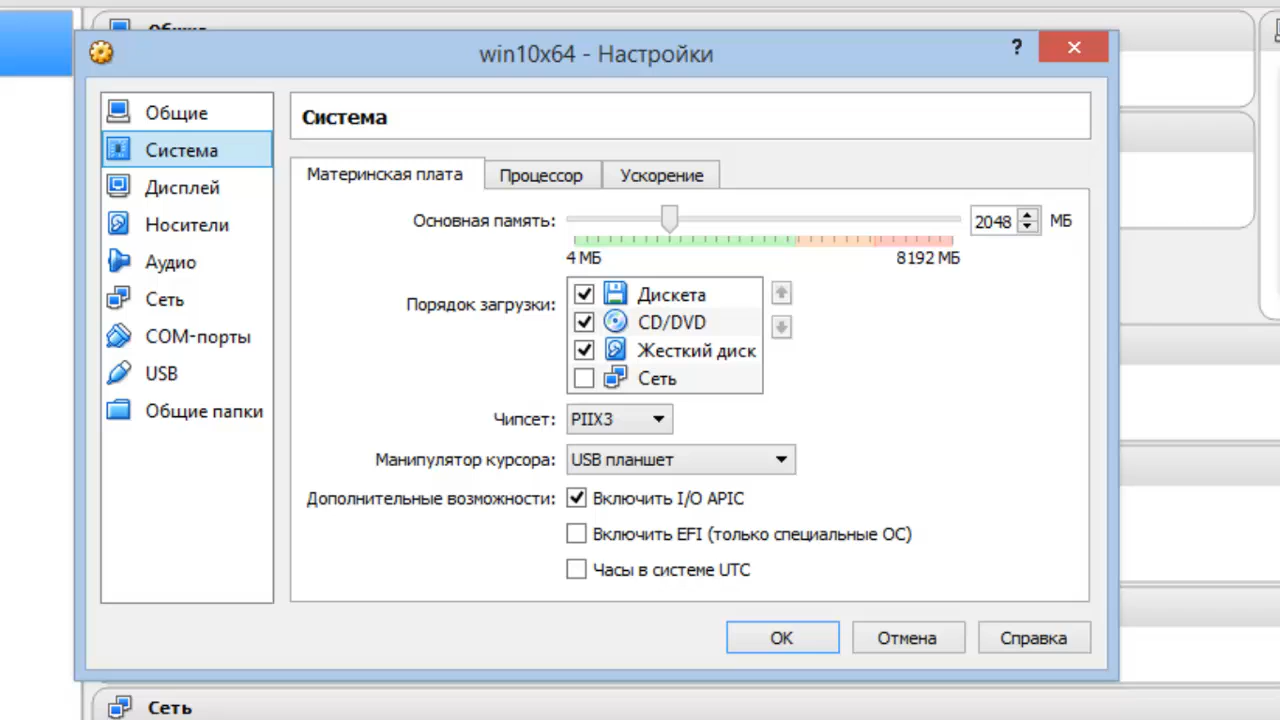 Общие
win10x64 - Настройки
?
Общие
Система
Дисплей
Носители
Аудио
Сеть
COM-порты
USB
Общие папки
Система
Материнская плата
Процессор
Ускорение
Основная память:
2048
МБ
4 МБ
8192 МБ
Порядок загрузки:
Дискета
CD/DVD
Жесткий диск
Сеть
Чипсет:
PIIX3
Манипулятор курсора:
USB планшет
Дополнительные возможности:
Включить I/O APIC
Включить EFI (только специальные ОС)
Часы в системе UTC
OK
Отмена
Справка
Сеть